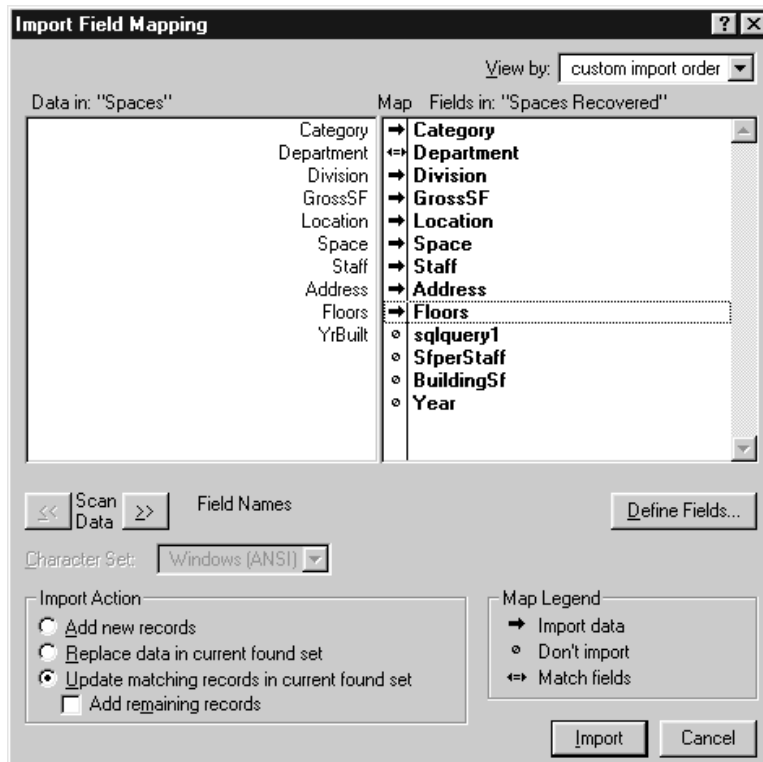 Import Field Mapping
View by: custom import order
Data in: "Spaces" Map Fields in: "Spaces Recovered"
Category Category
Department Department
Division Division
GrossSF GrossSF
Location Location
Space Space
Staff Staff
Address Address
Floors Floors
YrBuilt sqlquery1
SfperStaff
BuildingSf
Year
<< Scan Data >> Field Names Define Fields...
Character Set: Windows (ANSI)
Import Action
Add new records
Replace data in current found set
Update matching records in current found set
Add remaining records
Map Legend
Import data
Don't import
Match fields
Import Cancel